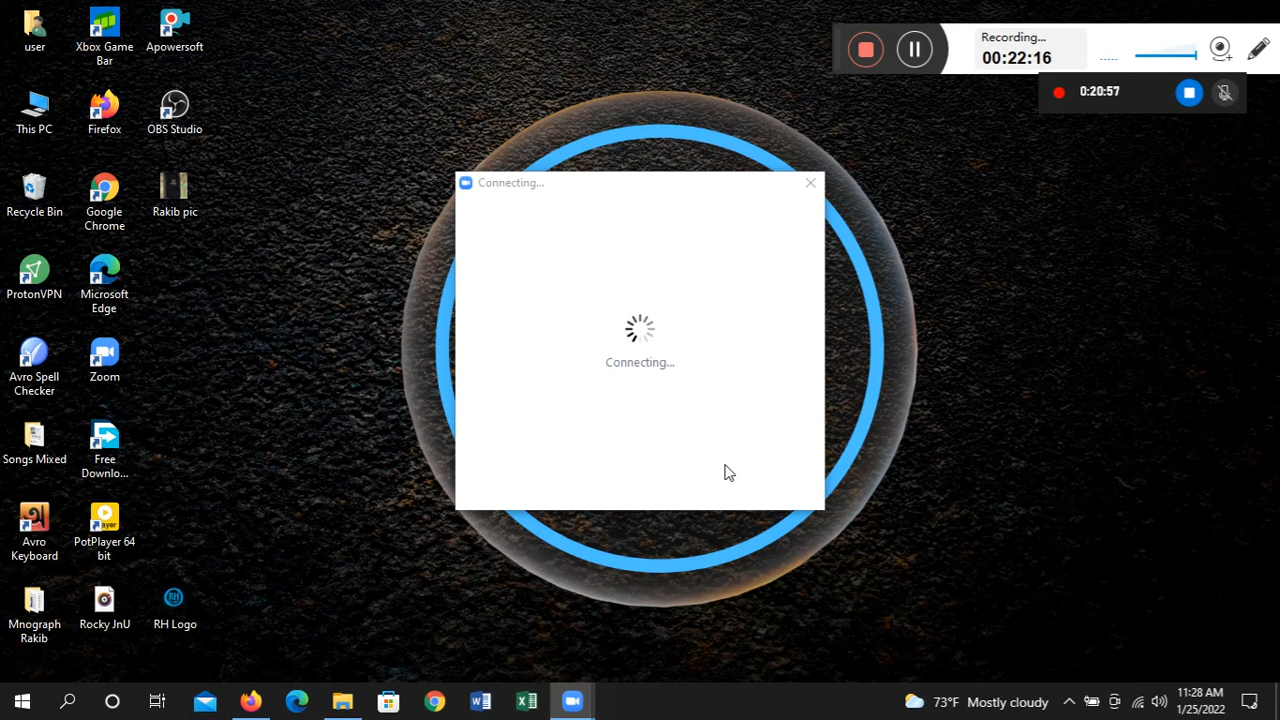 user
Xbox Game
Bar
Apowersoft
This PC
Firefox
OBS Studio
Recycle Bin
Google
Chrome
Rakib pic
ProtonVPN
Microsoft
Edge
Avro Spell
Checker
Zoom
Songs Mixed
Free
Downlo...
Avro
Keyboard
PotPlayer 64
bit
Mnograph
Rakib
Rocky JnU
RH Logo
RH
Recording...
00:22:16
0:20:57
Connecting...
Connecting...
73°F Mostly cloudy
11:28 AM
1/25/2022